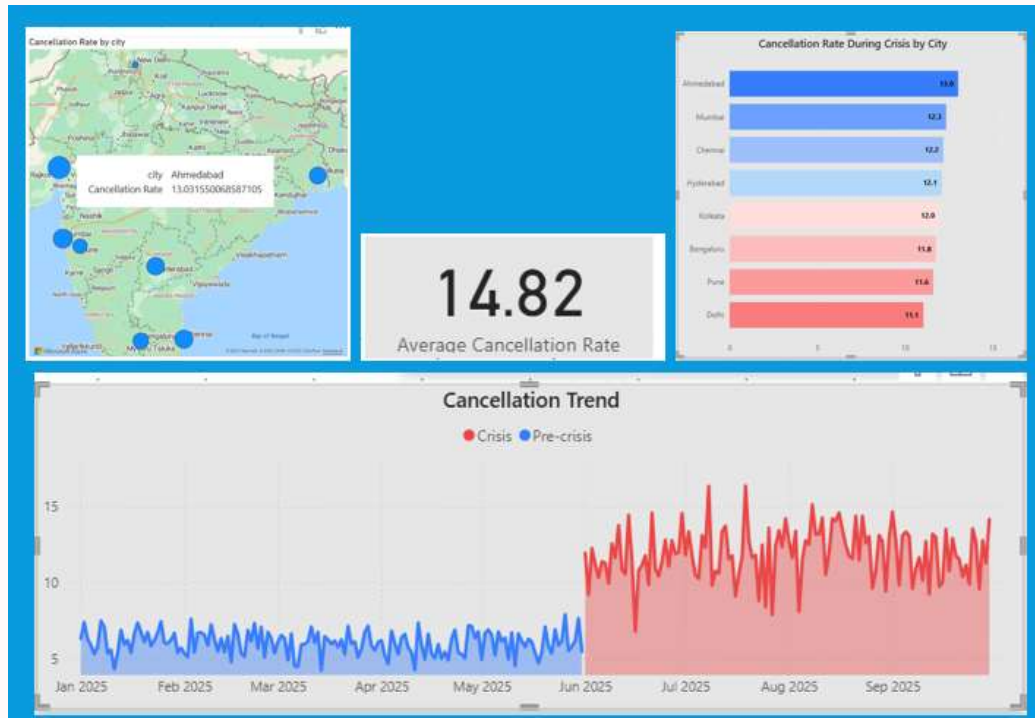 Cancellation Rate by city
New Delhi
Jaipur
Agra
Lucknow
Kanpur Dehat
Nashik
Visakhapatnam
Vijayawada
city Ahmedabad
Cancellation Rate 13.031550068587105
Bay of Bengal
14.82
Average Cancellation Rate
Cancellation Rate During Crisis by City
Ahmedabad 13.0
Mumbai 12.3
Chennai 12.2
Hyderabad 12.1
Kolkata 12.0
Bengaluru 11.8
Pune 11.6
Delhi 11.1
0 5 10 15
Cancellation Trend
Crisis Pre-crisis
15
10
5
Jan 2025 Feb 2025 Mar 2025 Apr 2025 May 2025 Jun 2025 Jul 2025 Aug 2025 Sep 2025